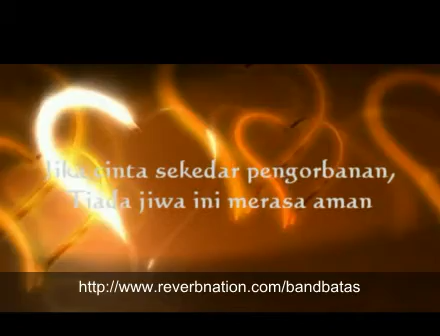 Jika cinta sekedar pengorbanan,
Tiada jiwa ini merasa aman
http://www.reverbnation.com/bandbatas